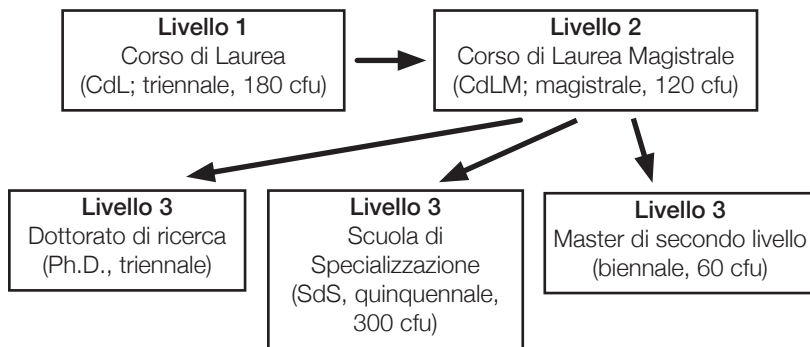 Livello 1
Corso di Laurea
(CdL; triennale, 180 cfu)
Livello 2
Corso di Laurea Magistrale
(CdLM; magistrale, 120 cfu)
Livello 3
Dottorato di ricerca
(Ph.D., triennale)
Livello 3
Scuola di
Specializzazione
(SdS, quinquennale,
300 cfu)
Livello 3
Master di secondo livello
(biennale, 60 cfu)